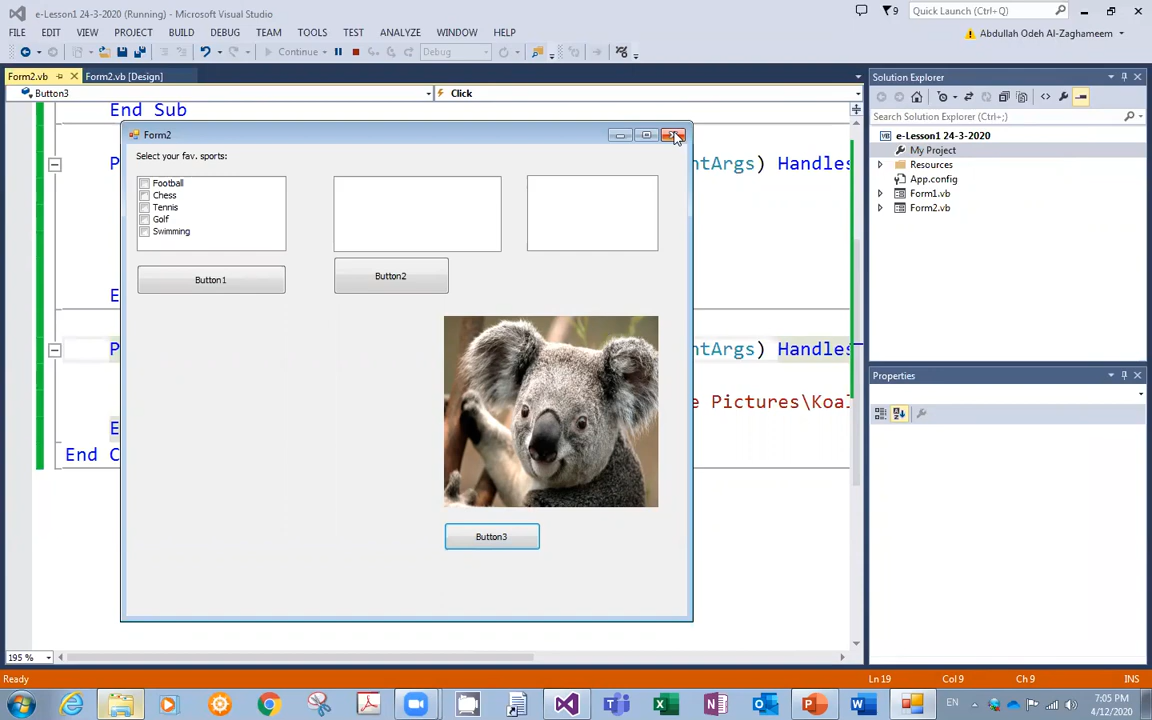 e-Lesson1 24-3-2020 (Running) - Microsoft Visual Studio
9
Quick Launch (Ctrl+Q)
FILE EDIT VIEW PROJECT BUILD DEBUG TEAM TOOLS TEST ANALYZE WINDOW HELP
Abdullah Odeh Al-Zaghameem
Continue
Debug
Form2.vb
Form2.vb [Design]
Button3
Click
End Sub
Form2
Select your fav. sports:
Football
Chess
Tennis
Golf
Swimming
Button1
Button2
Button3
P
ntArgs) Handles
E
P
ntArgs) Handles
e Pictures\Koal
E
End C
Solution Explorer
Search Solution Explorer (Ctrl+;)
e-Lesson1 24-3-2020
My Project
Resources
App.config
Form1.vb
Form2.vb
Properties
195 %
Ready
Ln 19
Col 9
Ch 9
INS
EN
7:05 PM
4/12/2020